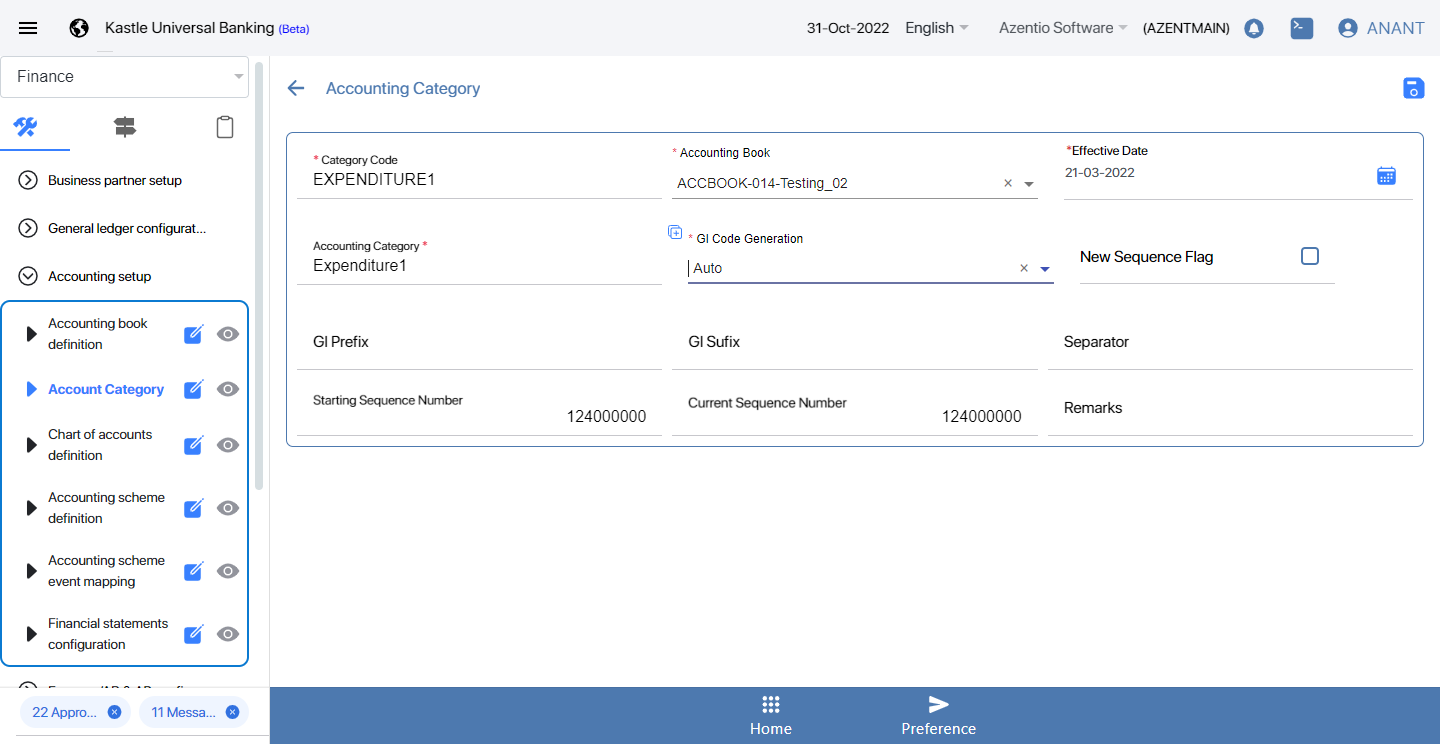 Kastle Universal Banking (Beta)
31-Oct-2022
English
Azentio Software
(AZENTMAIN)
ANANT
Finance
Business partner setup
General ledger configurat...
Accounting setup
Accounting book
definition
Account Category
Chart of accounts
definition
Accounting scheme
definition
Accounting scheme
event mapping
Financial statements
configuration
22 Appro...
11 Messa...
Accounting Category
* Category Code
EXPENDITURE1
* Accounting Book
ACCBOOK-014-Testing_02
*Effective Date
21-03-2022
Accounting Category *
Expenditure1
* GI Code Generation
Auto
New Sequence Flag
GI Prefix
GI Sufix
Separator
Starting Sequence Number
124000000
Current Sequence Number
124000000
Remarks
Home
Preference